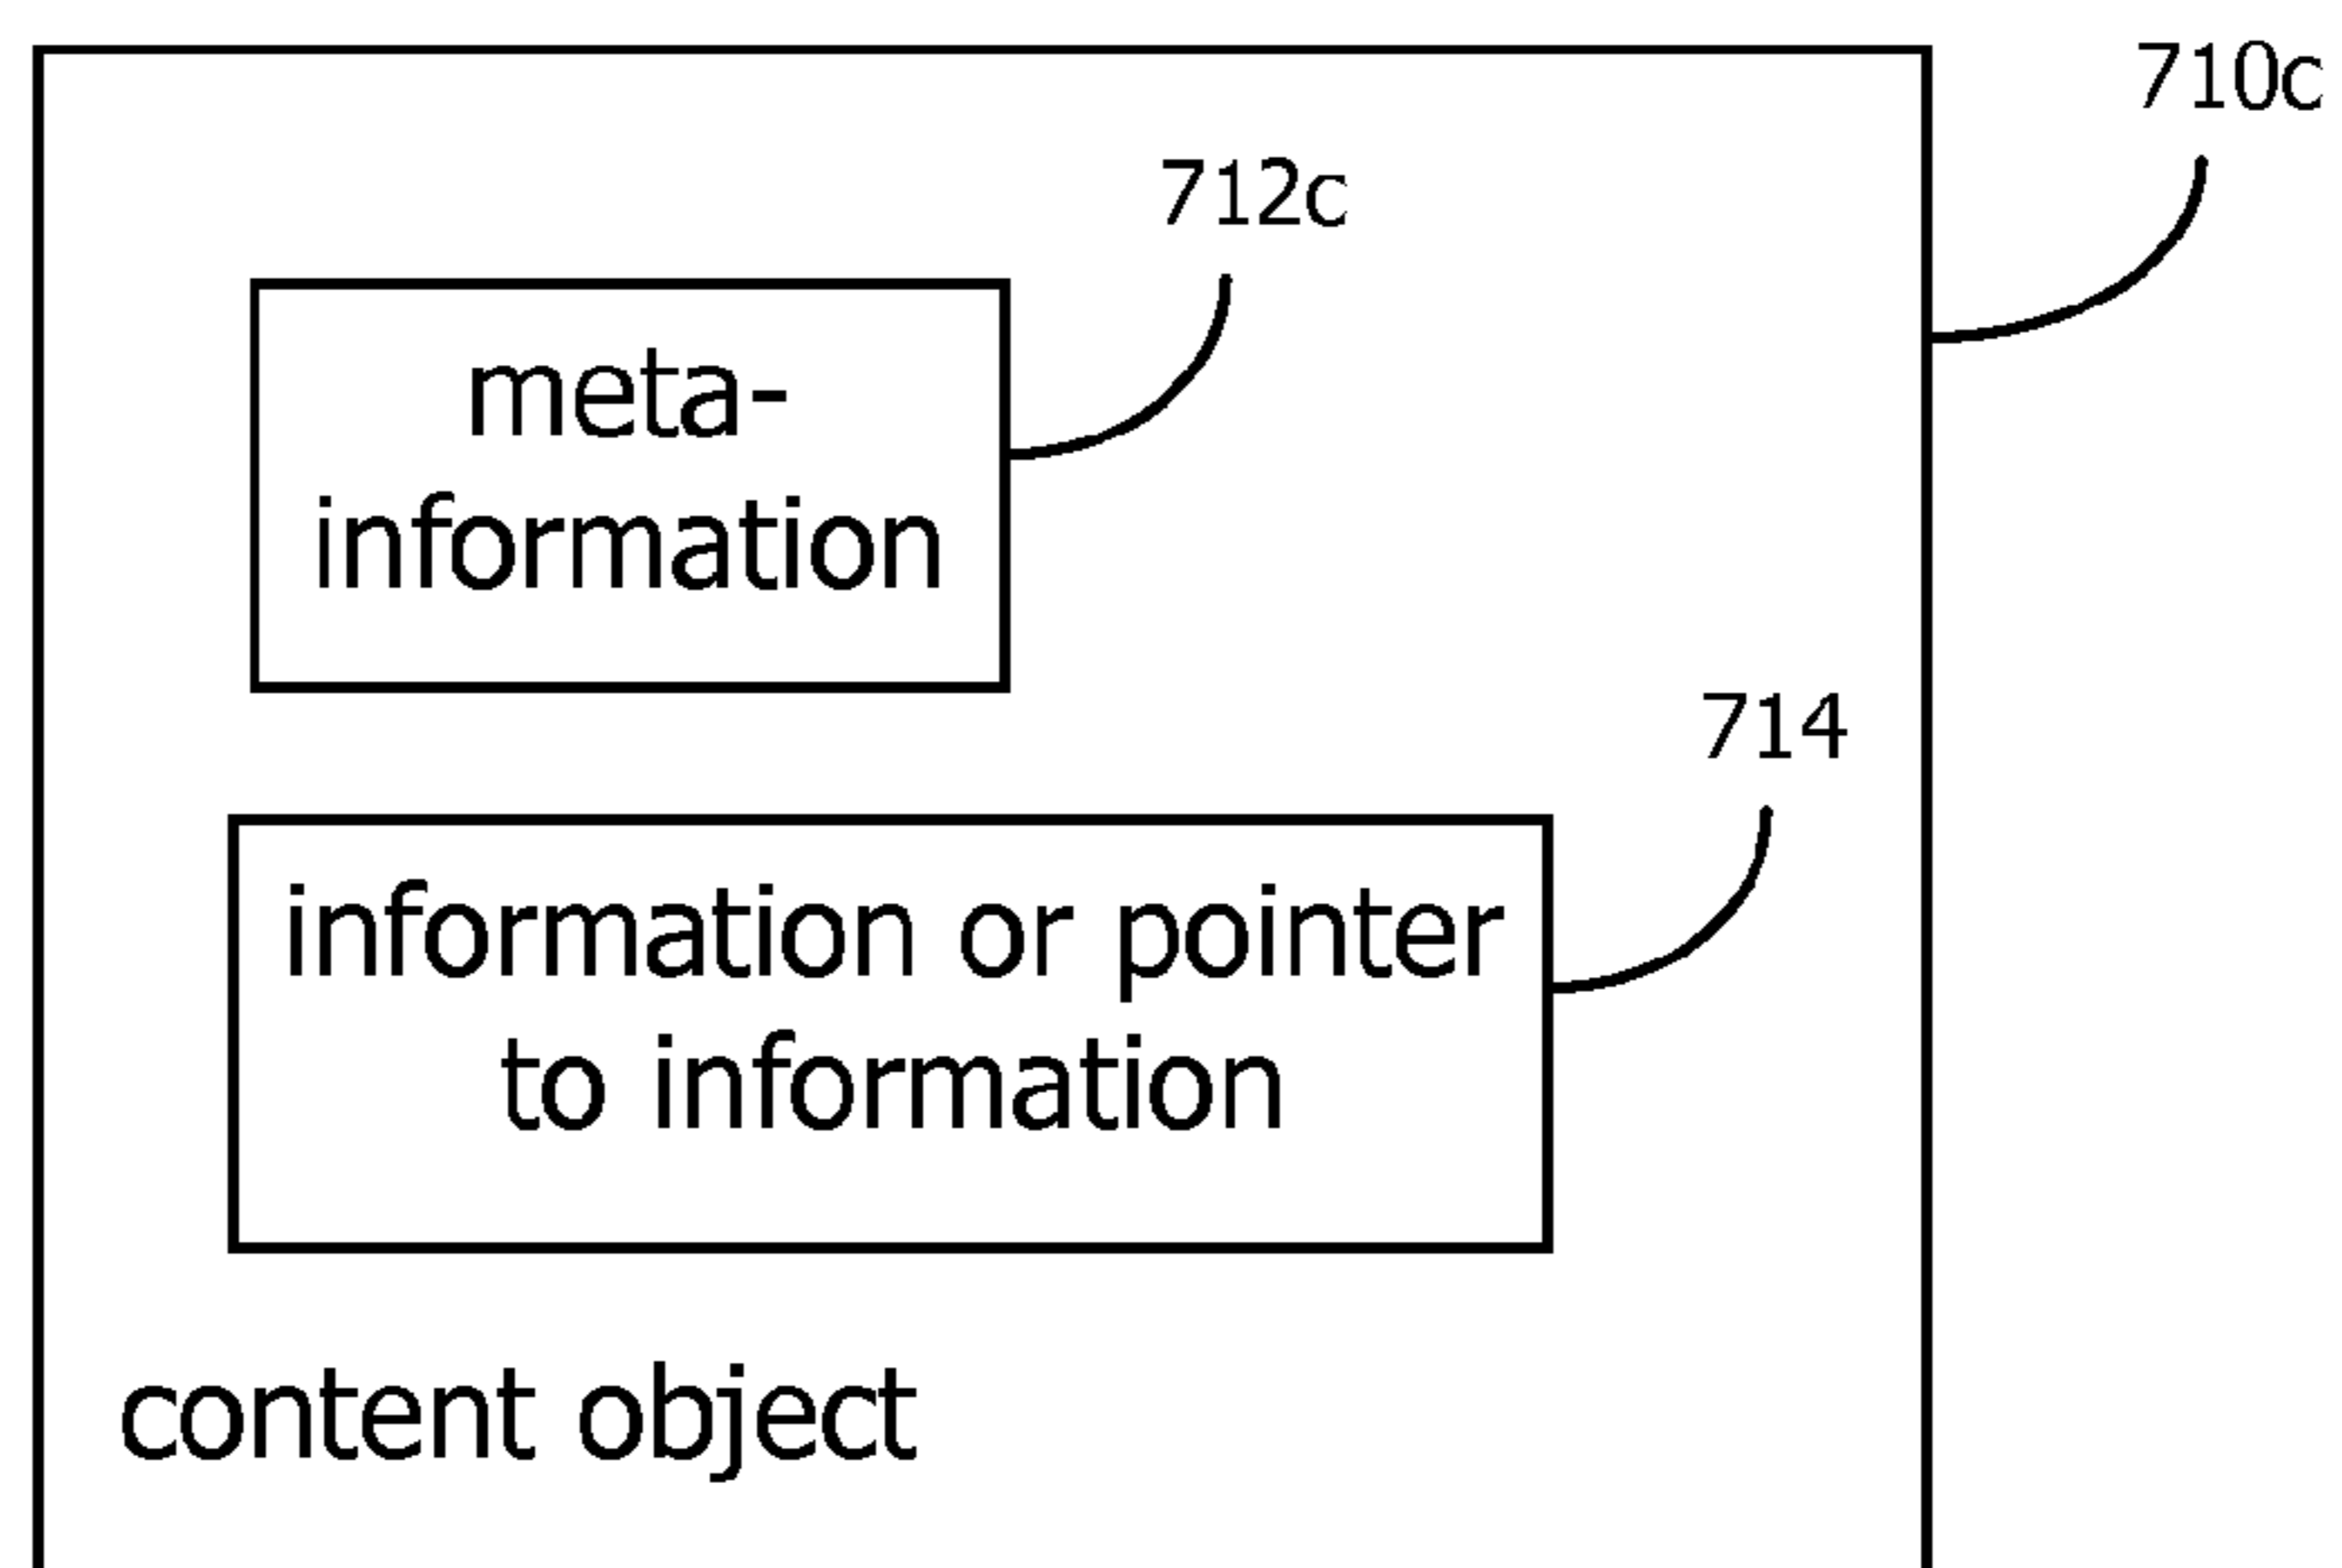 710c
712c
meta-
information
714
information or pointer
to information
content object